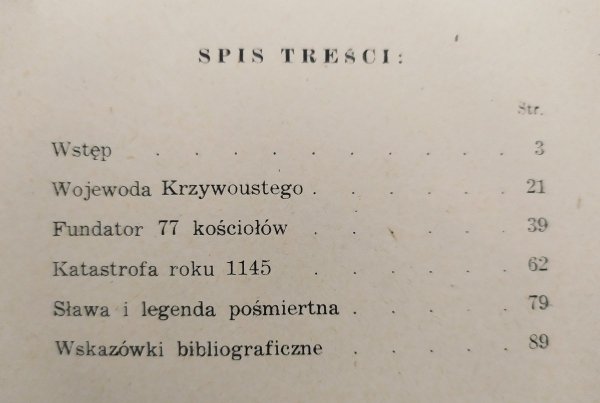 SPIS TREŚCI:
Str.
Wstęp . . . . . . . . . . 3
Wojewoda Krzywoustego . . . . . . 21
Fundator 77 kościołów . . . . . . 39
Katastrofa roku 1145 . . . . . . 62
Sława i legenda pośmiertna . . . . . 79
Wskazówki bibliograficzne . . . . . 89